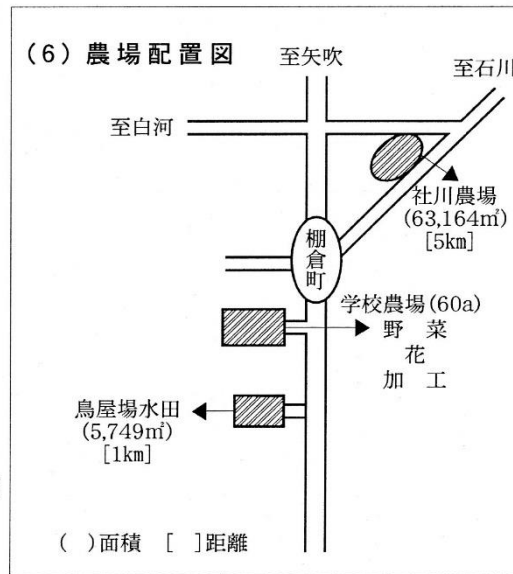 (6)農場配置図
至矢吹
至石川
至白河
社川農場
(63,164㎡)
[5km]
棚倉町
学校農場(60a)
野 菜
花
加 工
鳥屋場水田
(5,749㎡)
[1km]
( )面積 [ ]距離